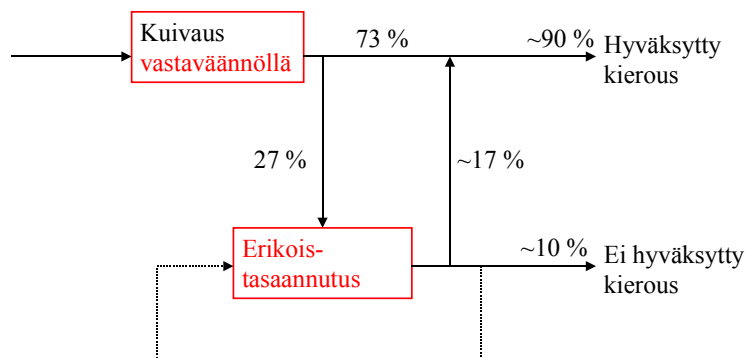 Kuivaus
vastaväännöllä
73 %
~90 %
Hyväksytty
kierous
27 %
~17 %
Erikois-
tasaannutus
~10 %
Ei hyväksytty
kierous